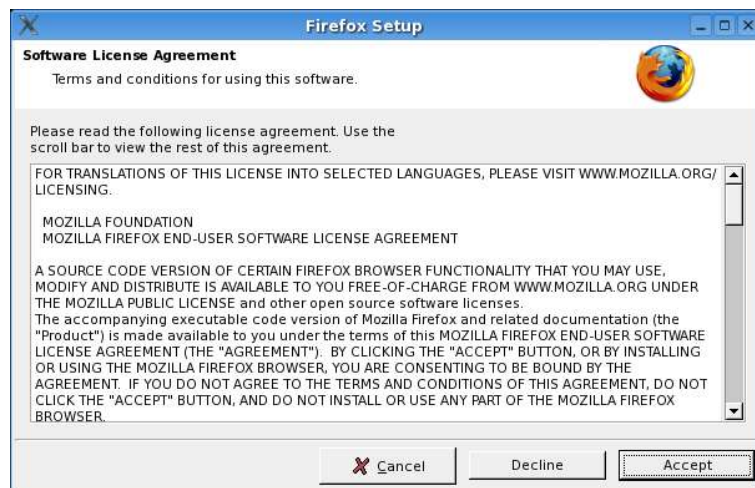 Firefox Setup
Software License Agreement
Terms and conditions for using this software.
Please read the following license agreement. Use the
scroll bar to view the rest of this agreement.
FOR TRANSLATIONS OF THIS LICENSE INTO SELECTED LANGUAGES, PLEASE VISIT WWW.MOZILLA.ORG/
LICENSING.
MOZILLA FOUNDATION
MOZILLA FIREFOX END-USER SOFTWARE LICENSE AGREEMENT
A SOURCE CODE VERSION OF CERTAIN FIREFOX BROWSER FUNCTIONALITY THAT YOU MAY USE,
MODIFY AND DISTRIBUTE IS AVAILABLE TO YOU FREE-OF-CHARGE FROM WWW.MOZILLA.ORG UNDER
THE MOZILLA PUBLIC LICENSE and other open source software licenses.
The accompanying executable code version of Mozilla Firefox and related documentation (the
"Product") is made available to you under the terms of this MOZILLA FIREFOX END-USER SOFTWARE
LICENSE AGREEMENT (THE "AGREEMENT"). BY CLICKING THE "ACCEPT" BUTTON, OR BY INSTALLING
OR USING THE MOZILLA FIREFOX BROWSER, YOU ARE CONSENTING TO BE BOUND BY THE
AGREEMENT. IF YOU DO NOT AGREE TO THE TERMS AND CONDITIONS OF THIS AGREEMENT, DO NOT
CLICK THE "ACCEPT" BUTTON, AND DO NOT INSTALL OR USE ANY PART OF THE MOZILLA FIREFOX
BROWSER.
Cancel
Decline
Accept